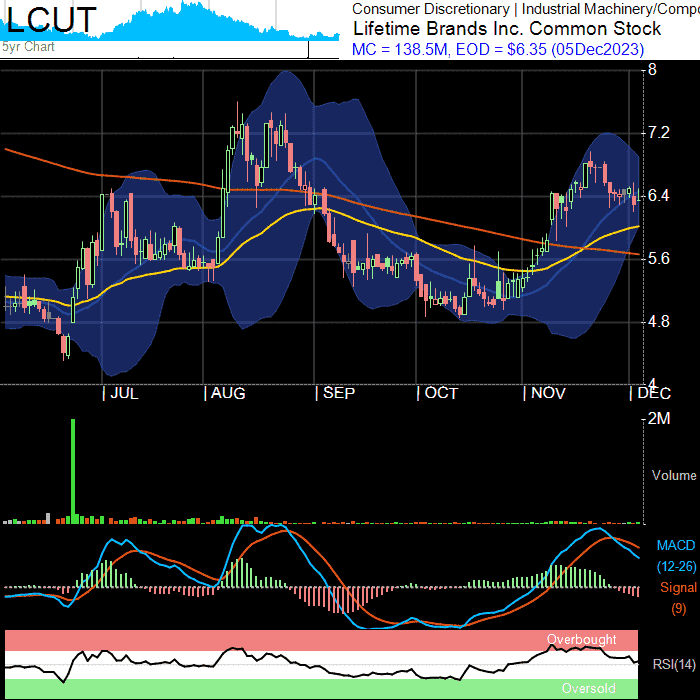 LCUT
5yr Chart
Consumer Discretionary | Industrial Machinery/Compo
Lifetime Brands Inc. Common Stock
MC = 138.5M, EOD = $6.35 (05Dec2023)
8
7.2
6.4
5.6
4.8
4
JUL AUG SEP OCT NOV DEC
2M
Volume
MACD
(12-26)
Signal
(9)
Overbought
RSI(14)
Oversold